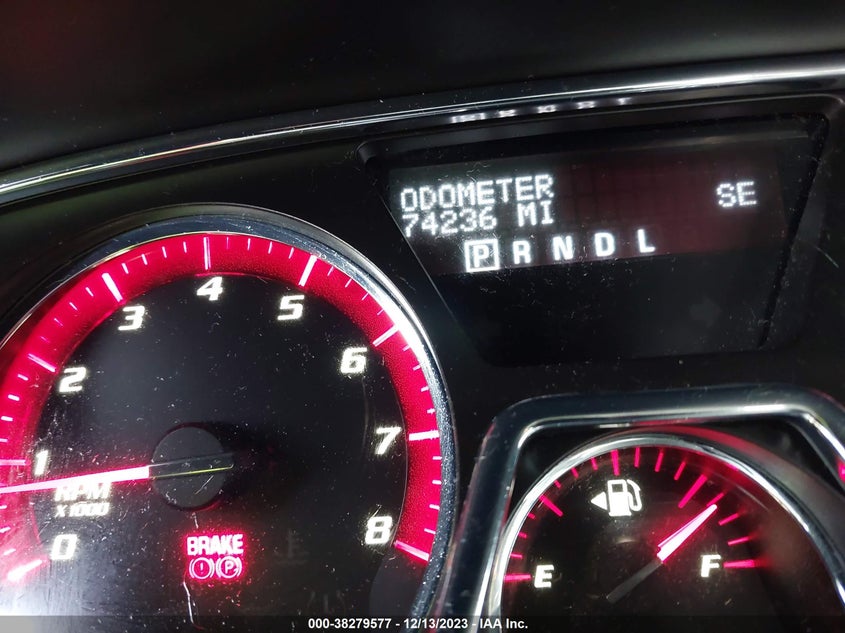 ODOMETER SE
74236 MI
P R N D L
0
1
2
3
4
5
6
7
8
RPM
X1000
BRAKE
P
E F
000-38279577 - 12/13/2023 - IAA Inc.